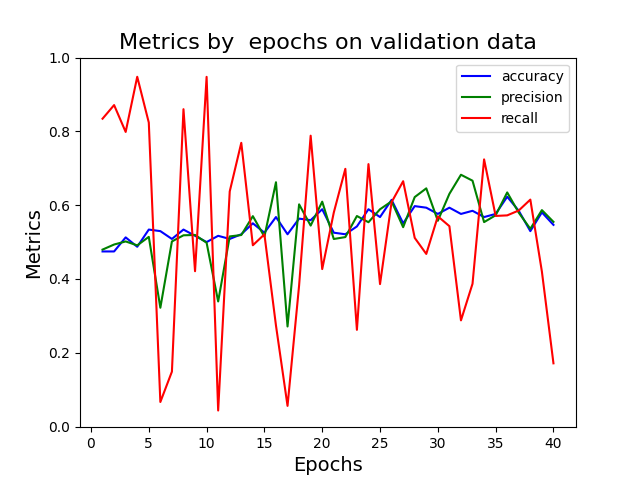 Metrics by  epochs on validation data
1.0
0.8
0.6
0.4
0.2
0.0
Metrics
accuracy
precision
recall
0 5 10 15 20 25 30 35 40
Epochs